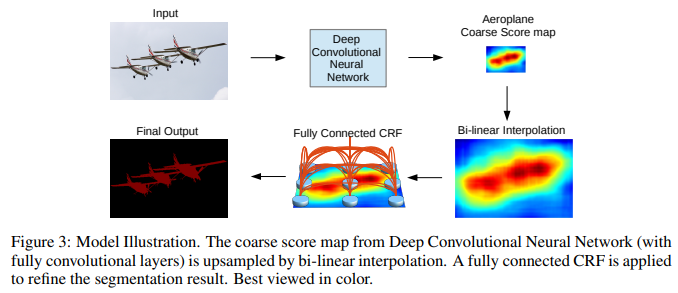 Input
Deep
Convolutional
Neural
Network
Aeroplane
Coarse Score map
Final Output
Fully Connected CRF
Bi-linear Interpolation
Figure 3: Model Illustration. The coarse score map from Deep Convolutional Neural Network (with
fully convolutional layers) is upsampled by bi-linear interpolation. A fully connected CRF is applied
to refine the segmentation result. Best viewed in color.